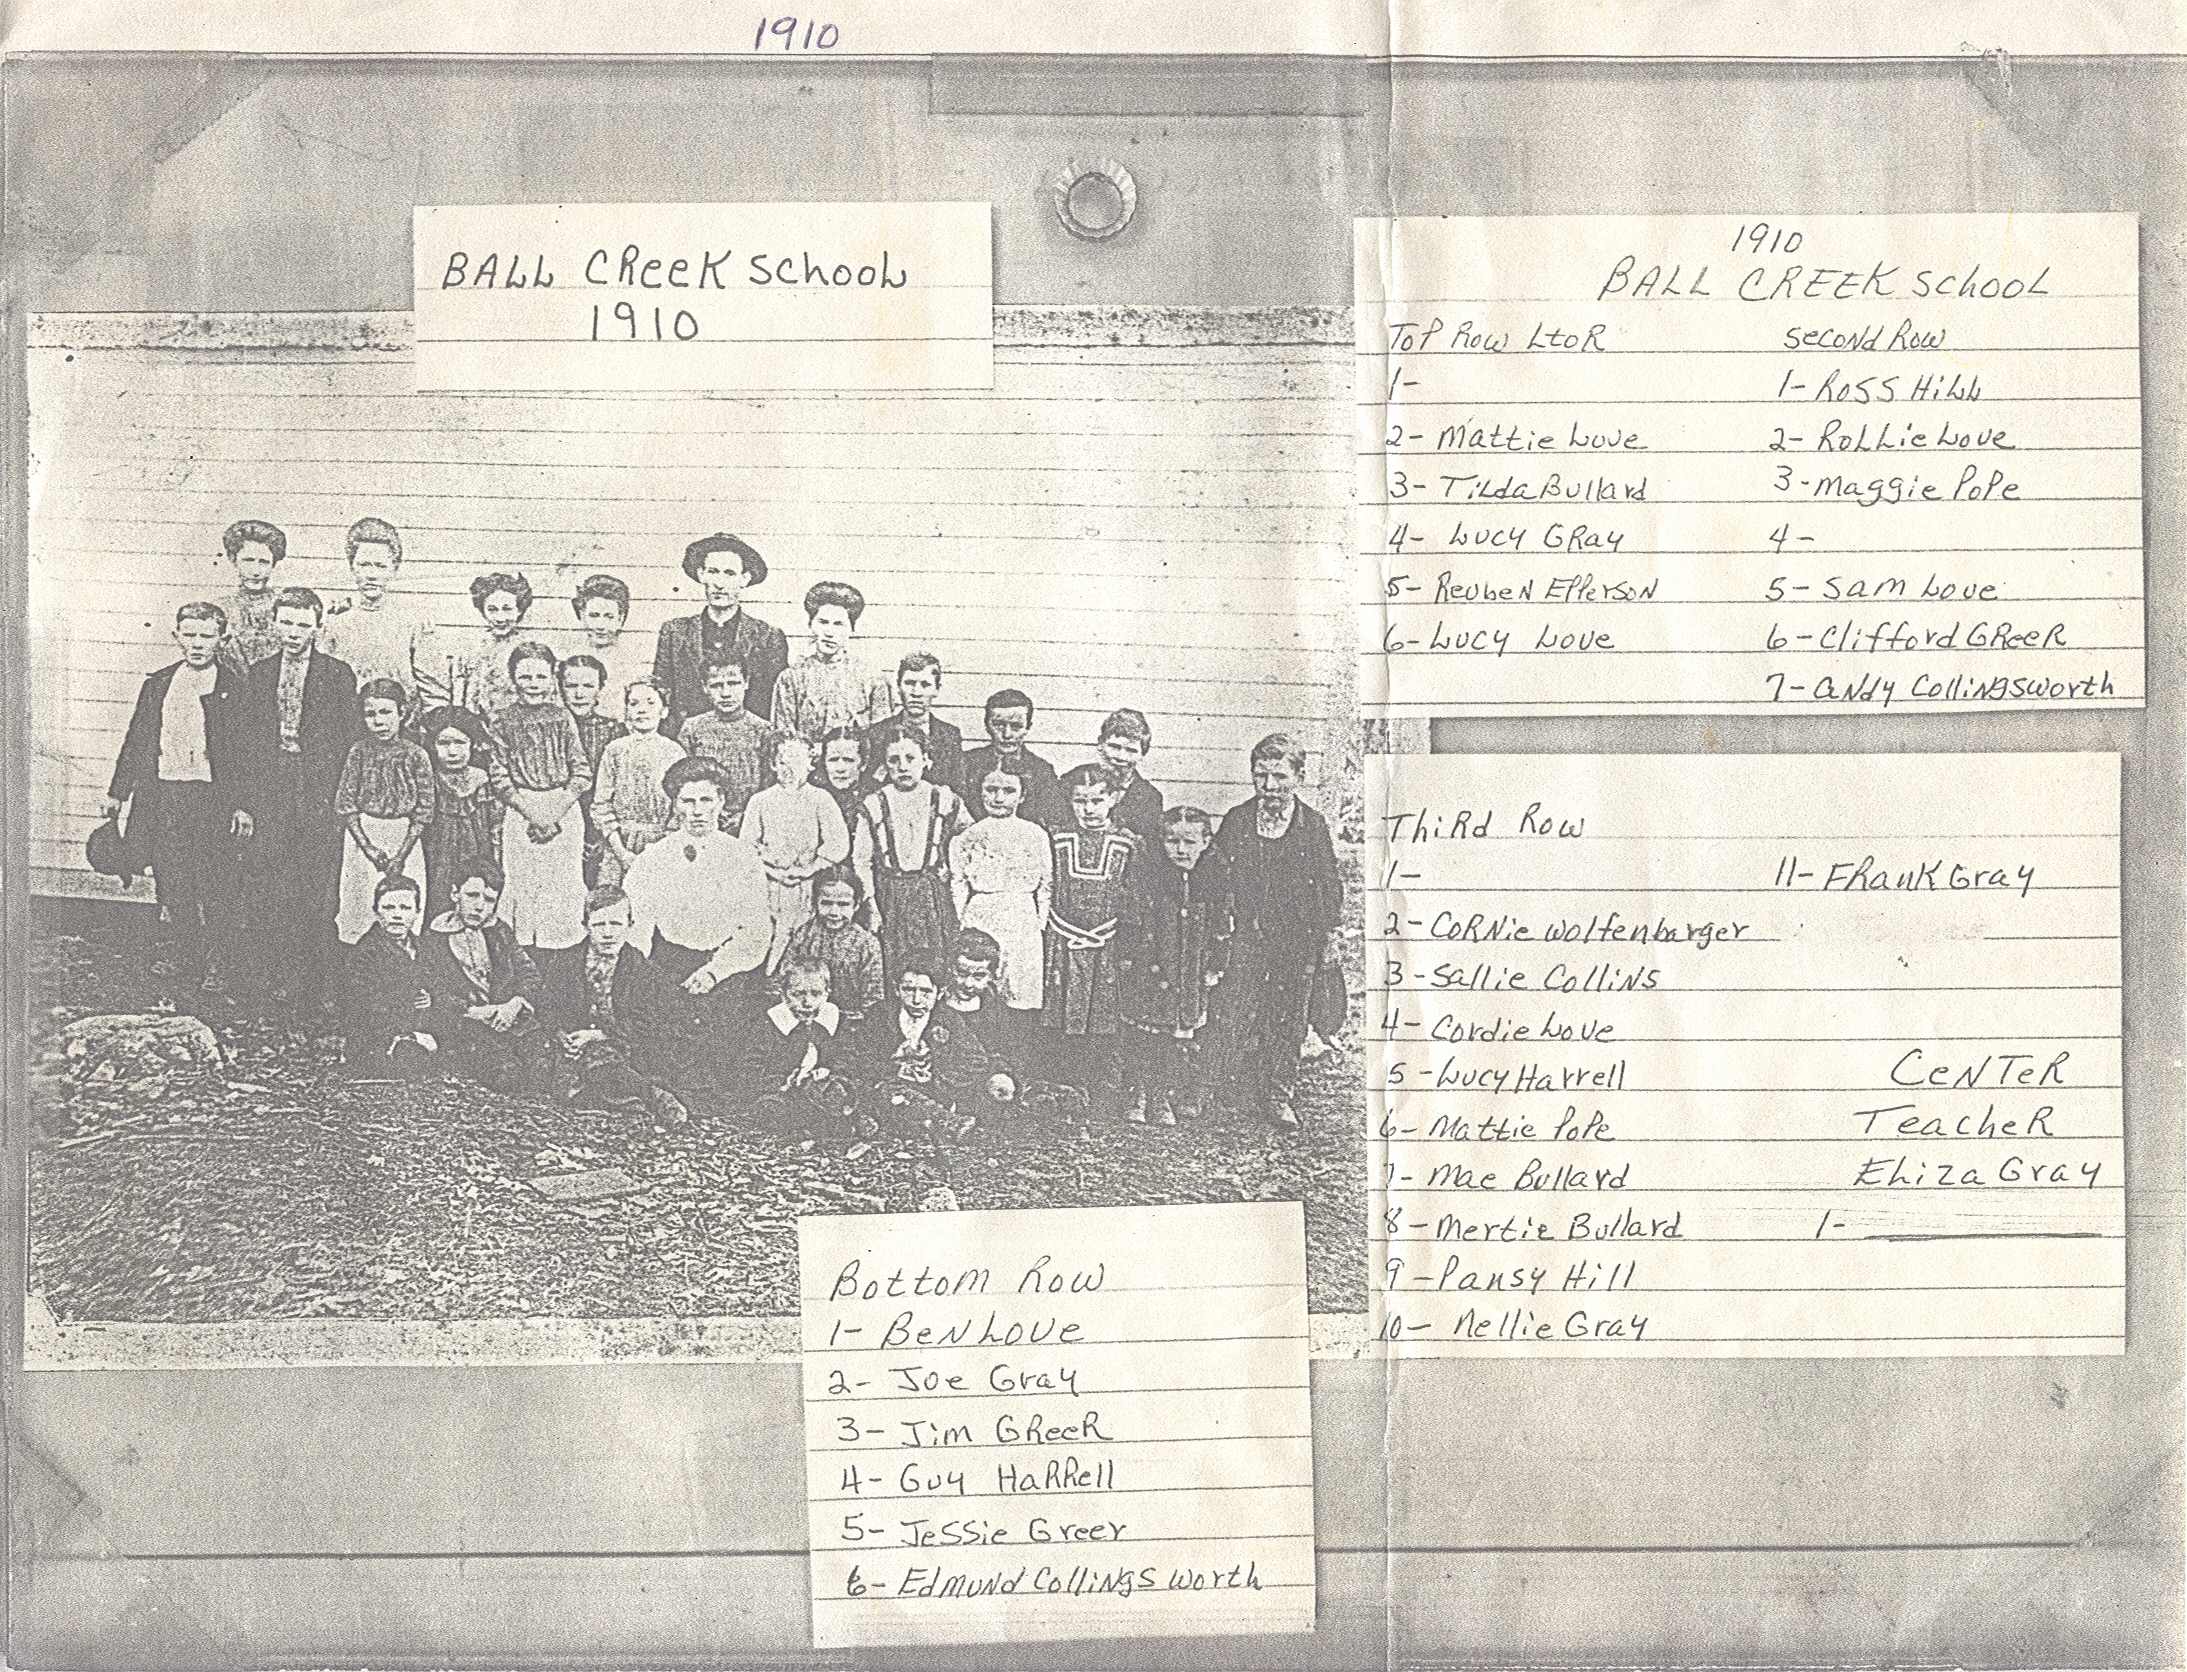 1910
BALL CREEK SCHOOL
1910
1910
BALL CREEK SCHOOL
TOP ROW LTOR
1-
2- Mattie Love
3- Tilda Bullard
4- Lucy Gray
5- Reuben Epperson
6- Lucy Love
Second Row
1- Ross Hill
2- Rollie Love
3- Maggie Pope
4-
5- Sam Love
6- Clifford Greer
7- Andy Collingsworth
Third Row
1-
2- Cornie Wolfenbarger
3- Sallie Collins
4- Cordie Love
5- Lucy Harrell
6- Mattie Pope
7- Mae Bullard
8- Mertie Bullard
9- Pansy Hill
10- Nellie Gray
11- Frank Gray
Center
Teacher
Eliza Gray
1-
Bottom Row
1- Ben Love
2- Joe Gray
3- Jim Greer
4- Guy Harrell
5- Jessie Greer
6- Edmund Collingsworth